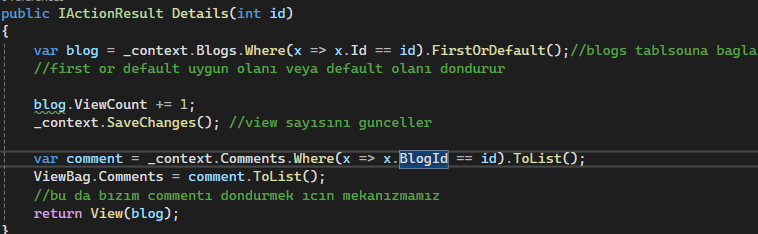 public IActionResult Details(int id)
{
var blog = _context.Blogs.Where(x => x.Id == id).FirstOrDefault();//blogs tablsouna bagla
//first or default uygun olanı veya default olanı dondurur
blog.ViewCount += 1;
_context.SaveChanges(); //view sayisını gunceller
var comment = _context.Comments.Where(x => x.BlogId == id).ToList();
ViewBag.Comments = comment.ToList();
//bu da bızım commentı dondurmek ıcın mekanızmamız
return View(blog);
}